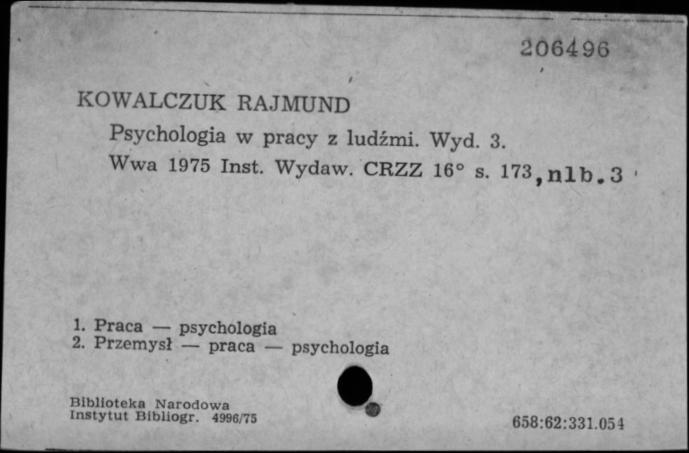 206496
KOWALCZUK RAJMUND
Psychologia w pracy z ludźmi. Wyd. 3.
Wwa 1975 Inst. Wydaw. CRZZ 16° s. 173, nlb. 3
1. Praca — psychologia
2. Przemysł — praca — psychologia
Biblioteka Narodowa
Instytut Bibliogr. 4996/75
658:62:331.054